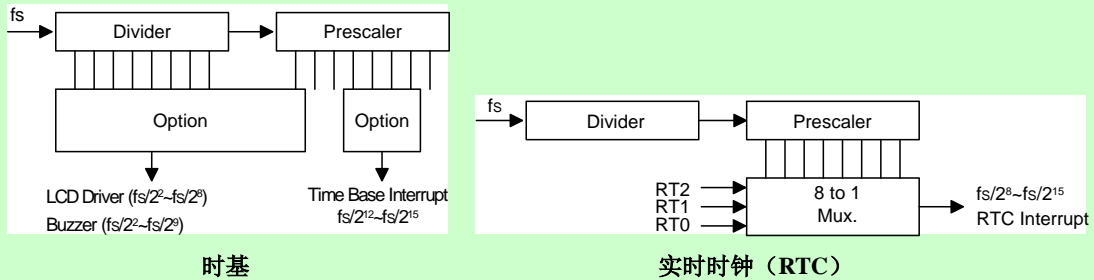 fs
Divider
Prescaler
Option
Option
LCD Driver (fs/2²~fs/2⁸)
Buzzer (fs/2²~fs/2⁹)
Time Base Interrupt
fs/2¹²~fs/2¹⁵
时基
fs
Divider
Prescaler
RT2
RT1
RT0
8 to 1
Mux.
fs/2⁸~fs/2¹⁵
RTC Interrupt
实时时钟（RTC）